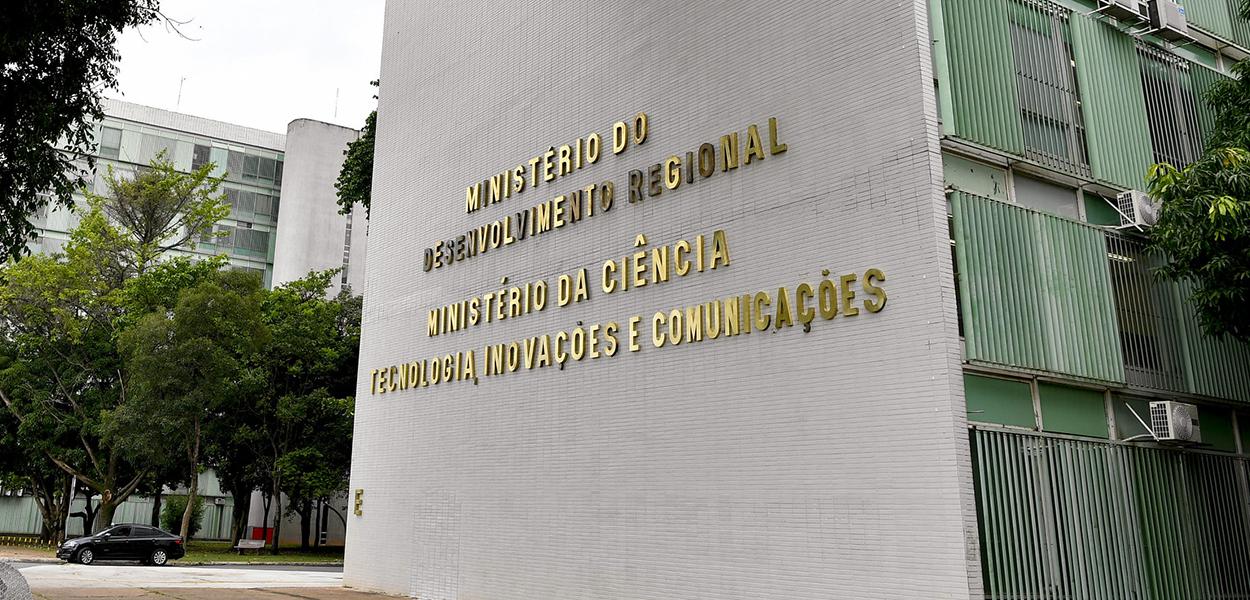 MINISTÉRIO DO
DESENVOLVIMENTO REGIONAL
MINISTÉRIO DA CIÊNCIA
TECNOLOGIA, INOVAÇÕES E COMUNICAÇÕES
E